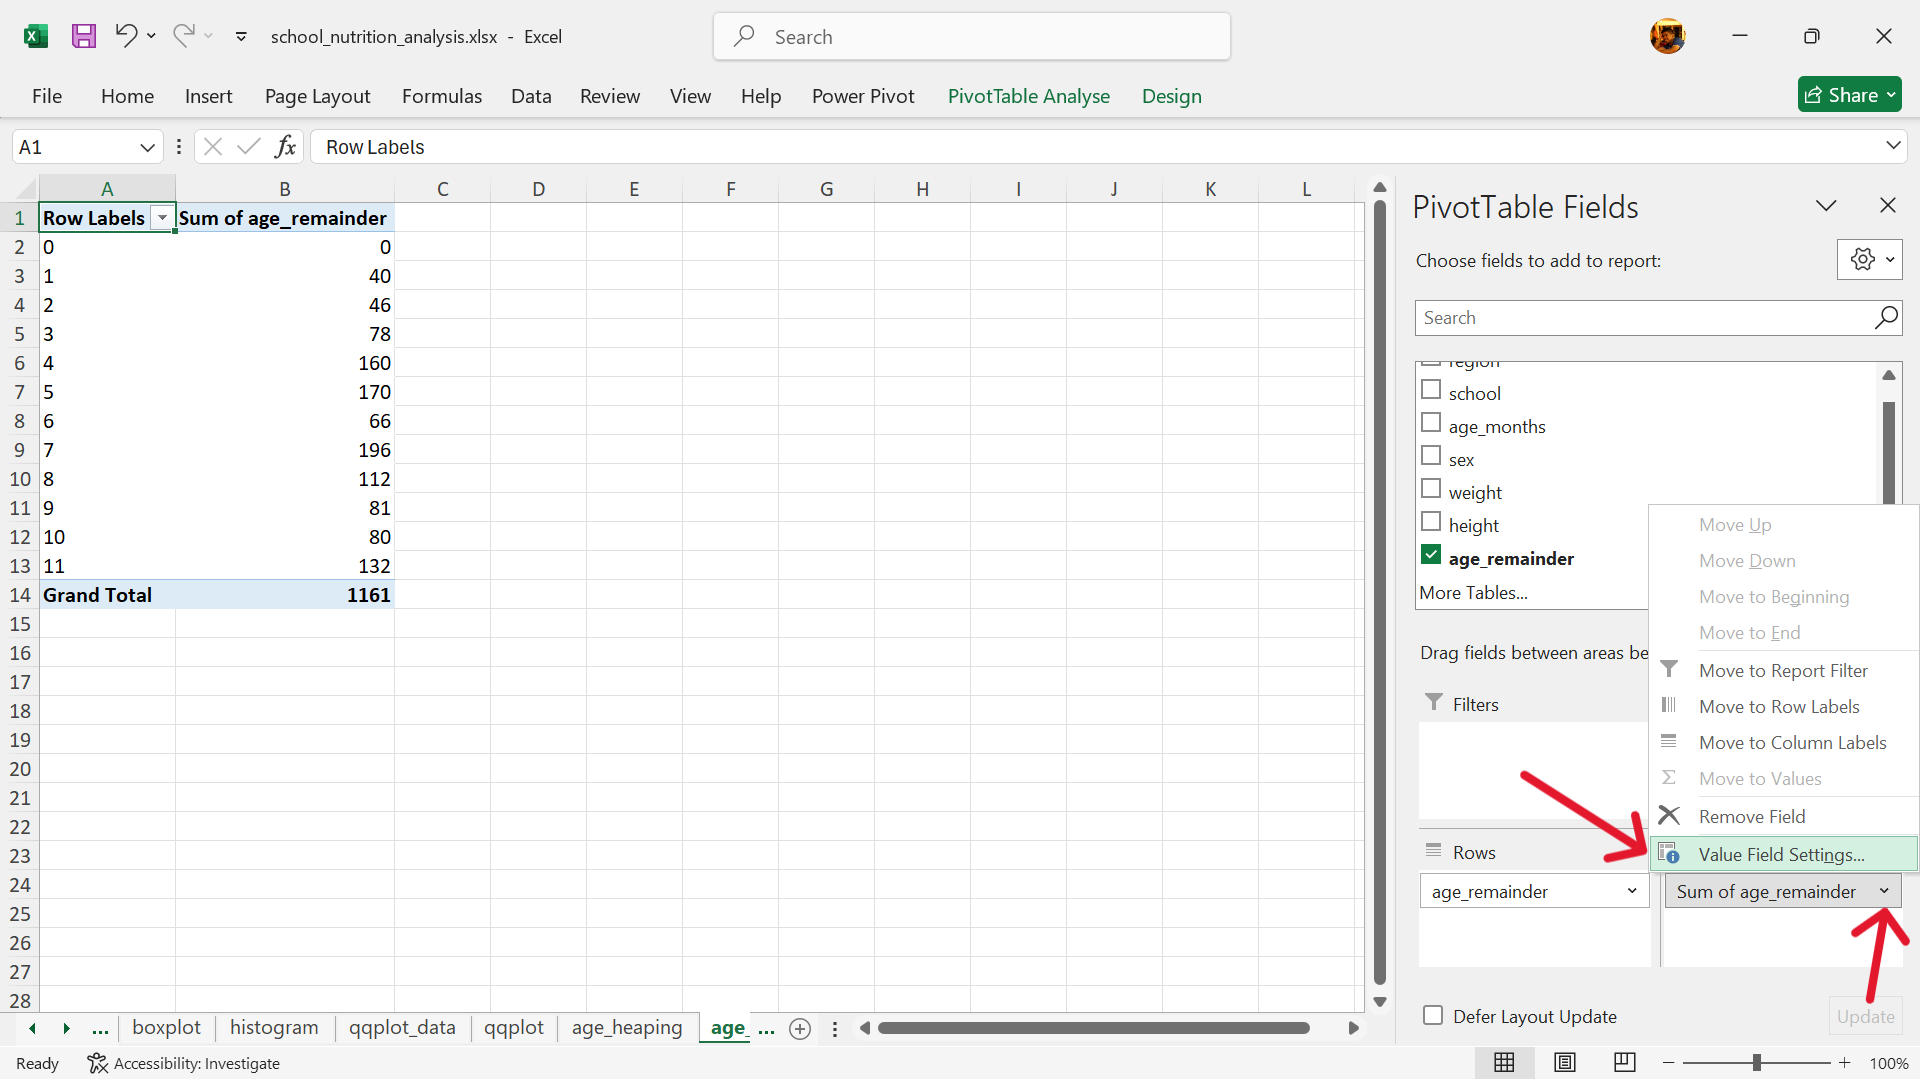 school_nutrition_analysis.xlsx - Excel
Search
File Home Insert Page Layout Formulas Data Review View Help Power Pivot PivotTable Analyse Design Share
A1 fx Row Labels
A B C D E F G H I J K L
1 Row Labels Sum of age_remainder
2 0 0
3 1 40
4 2 46
5 3 78
6 4 160
7 5 170
8 6 66
9 7 196
10 8 112
11 9 81
12 10 80
13 11 132
14 Grand Total 1161
15
16
17
18
19
20
21
22
23
24
25
26
27
28
PivotTable Fields
Choose fields to add to report:
Search
region
school
age_months
sex
weight
height
age_remainder
More Tables...
Drag fields between areas be
Filters
Rows
age_remainder
Sum of age_remainder
Move Up
Move Down
Move to Beginning
Move to End
Move to Report Filter
Move to Row Labels
Move to Column Labels
Move to Values
Remove Field
Value Field Settings...
Defer Layout Update
Update
... boxplot histogram qqplot_data qqplot age_heaping age_ ...
Ready Accessibility: Investigate 100%